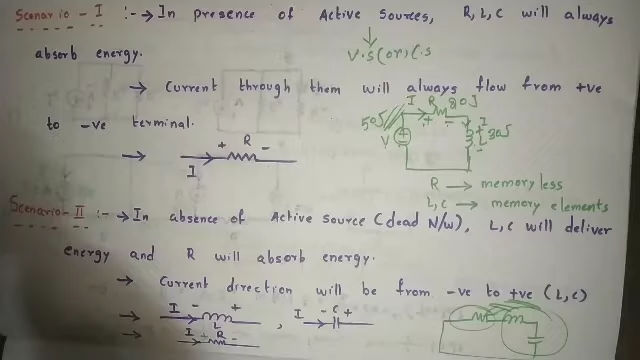 Scenario - I :- → In presence of Active Sources, R, L, C will always
V.S (or) C.S
absorb energy.
→ Current through them will always flow from +ve
to -ve terminal.
I R
50J
+ -
V
I
+
-
→ + R -
I
R → memory less
L, C → memory elements
Scenario - II :- → In absence of Active source (dead N/w), L, C will deliver
energy and R will absorb energy.
→ Current direction will be from -ve to +ve (L, C)
→ I - L + , I - C +
→ I + R -